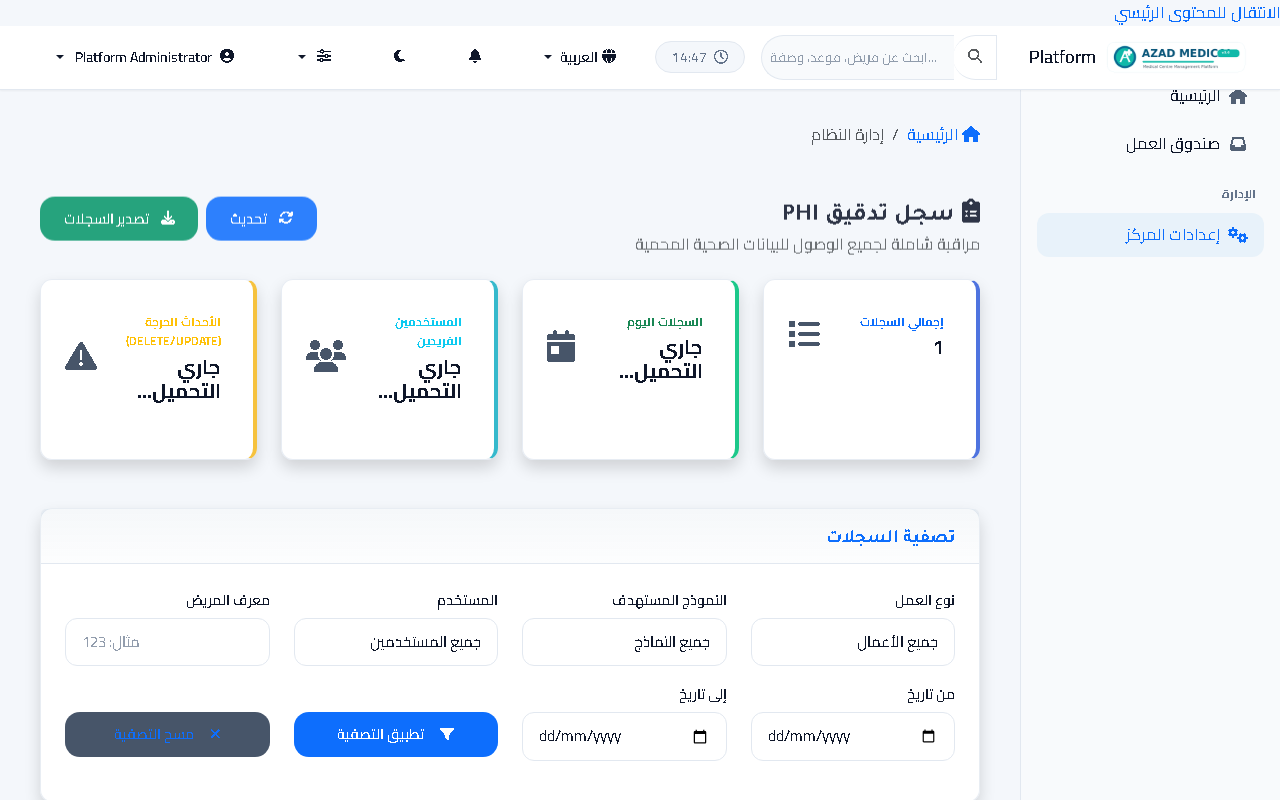 الانتقال للمحتوى الرئيسي
AZAD MEDIC
Medical Centre Management Platform
Platform
ابحث عن مريض، موعد، وصفة...
14:47
العربية
Platform Administrator
الرئيسية
صندوق العمل
الإدارة
إعدادات المركز
الرئيسية / إدارة النظام
سجل تدقيق PHI
مراقبة شاملة لجميع الوصول للبيانات الصحية المحمية
تحديث
تصدير السجلات
إجمالي السجلات
1
السجلات اليوم
جاري
التحميل...
المستخدمين
الفريدين
جاري
التحميل...
الأحداث الحرجة
(DELETE/UPDATE)
جاري
التحميل...
تصفية السجلات
نوع العمل
جميع الأعمال
النموذج المستهدف
جميع النماذج
المستخدم
جميع المستخدمين
معرف المريض
مثال: 123
من تاريخ
dd/mm/yyyy
إلى تاريخ
dd/mm/yyyy
تطبيق التصفية
مسح التصفية